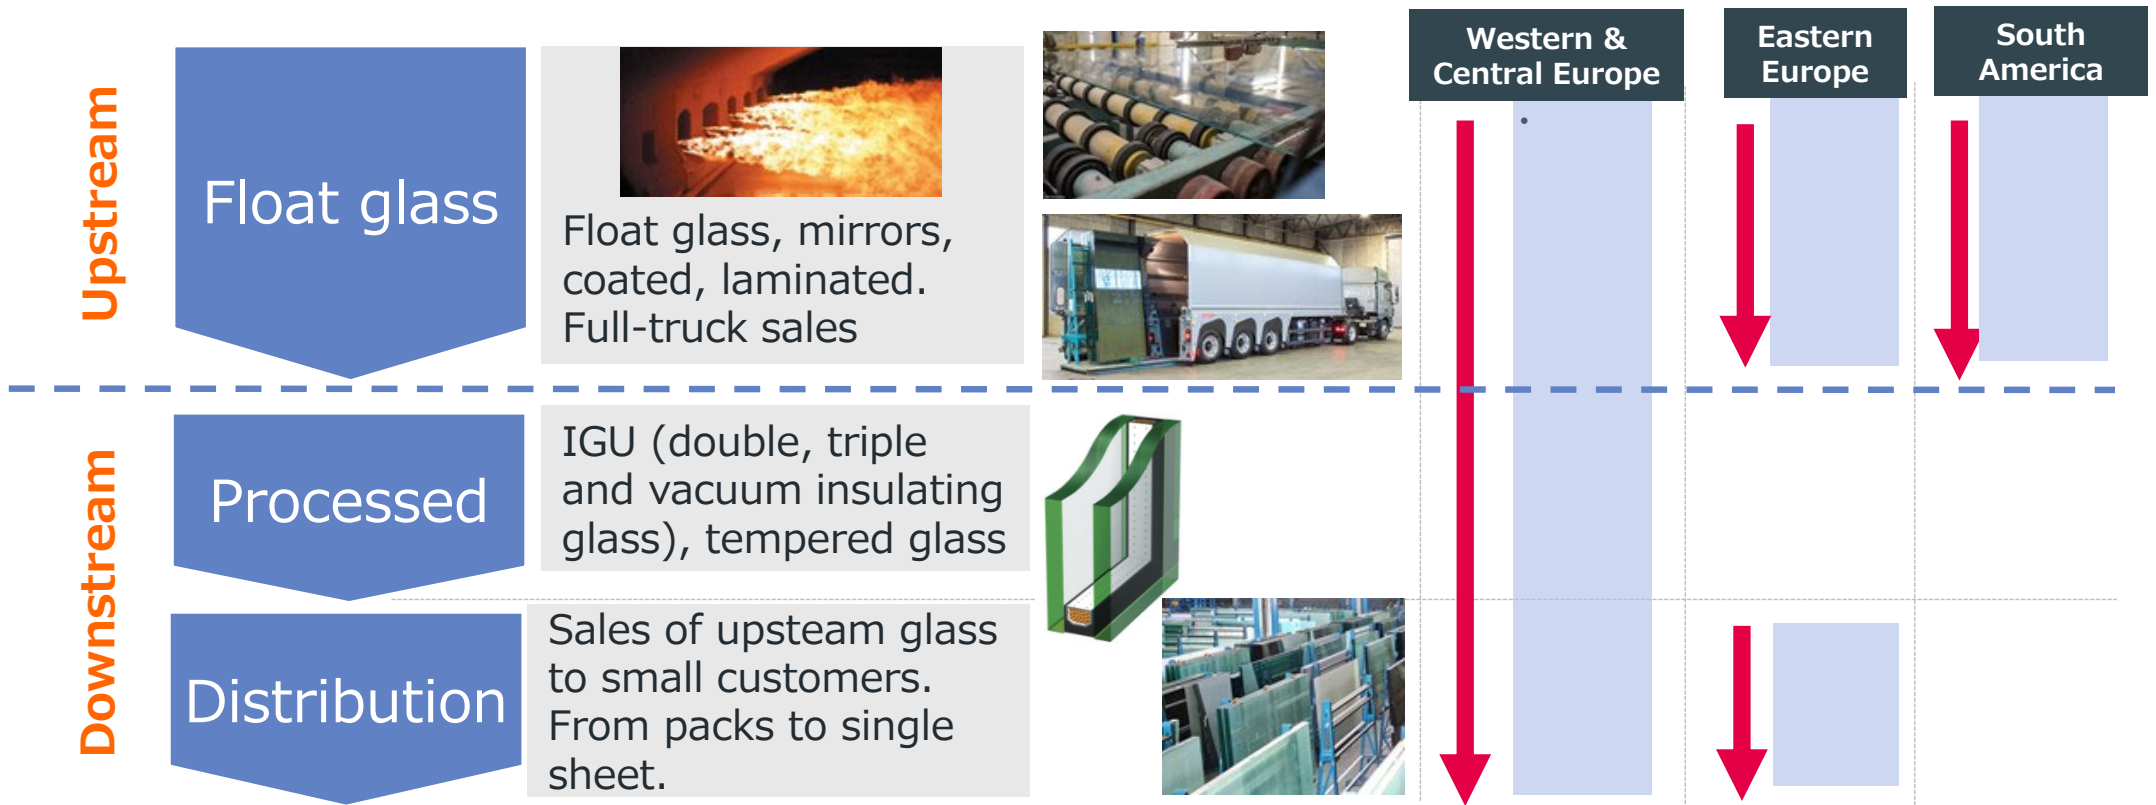 Western &
Central Europe
Eastern
Europe
South
America
Upstream
Float glass
Float glass, mirrors,
coated, laminated.
Full-truck sales
Downstream
Processed
IGU (double, triple
and vacuum insulating
glass), tempered glass
Distribution
Sales of upsteam glass
to small customers.
From packs to single
sheet.